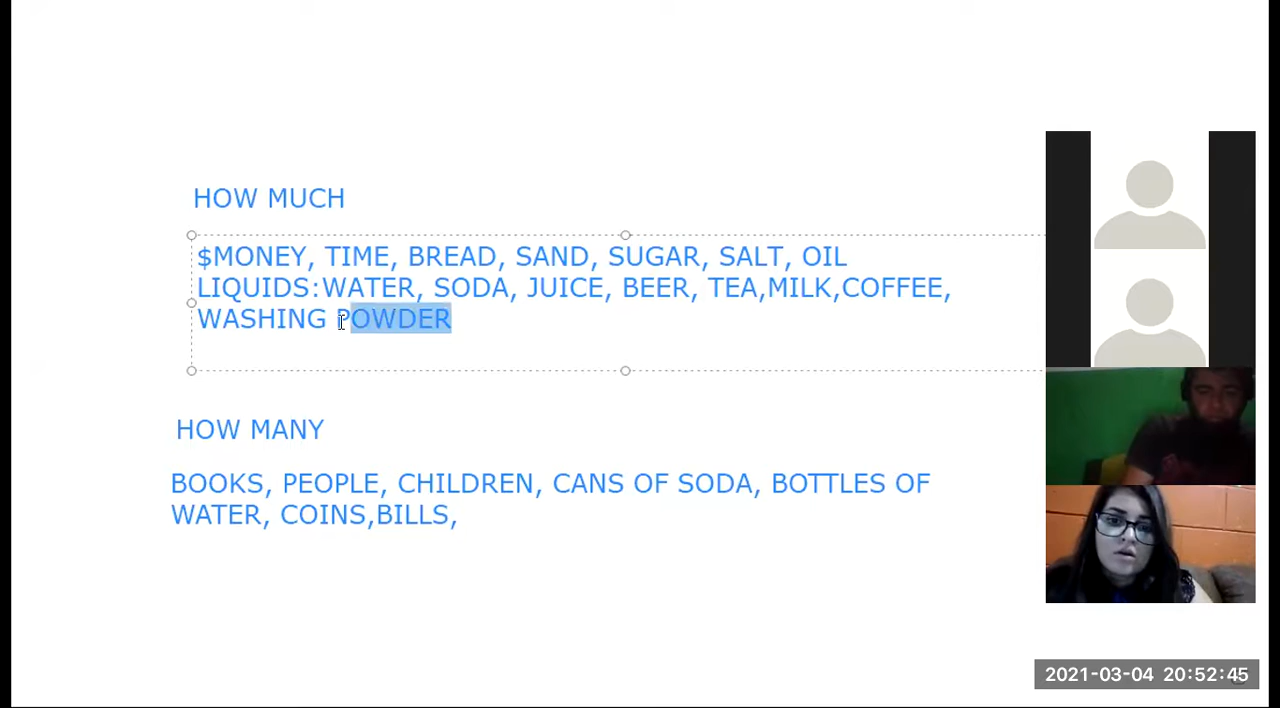 HOW MUCH
$MONEY, TIME, BREAD, SAND, SUGAR, SALT, OIL
LIQUIDS:WATER, SODA, JUICE, BEER, TEA,MILK,COFFEE,
WASHING POWDER
HOW MANY
BOOKS, PEOPLE, CHILDREN, CANS OF SODA, BOTTLES OF
WATER, COINS,BILLS,
2021-03-04 20:52:45